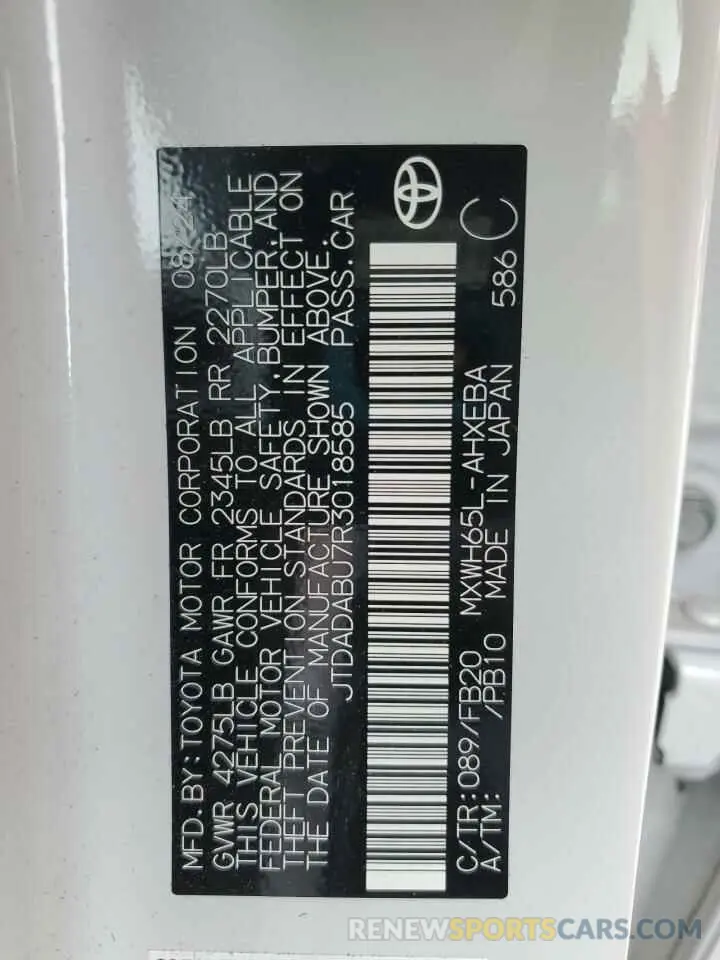 MFD. BY: TOYOTA MOTOR CORPORATION 08/24
GVWR 4275LB GAWR FR 2345LB RR 2270LB
THIS VEHICLE CONFORMS TO ALL APPLICABLE
FEDERAL MOTOR VEHICLE SAFETY, BUMPER, AND
THEFT PREVENTION STANDARDS IN EFFECT ON
THE DATE OF MANUFACTURE SHOWN ABOVE.
JTDADABU7R3018585 PASS. CAR
C/TR: 089/FB20 MXWH65L-AHXEBA 586 C
A/TM: /PB10 MADE IN JAPAN
RENEWSPORTSCARS.COM